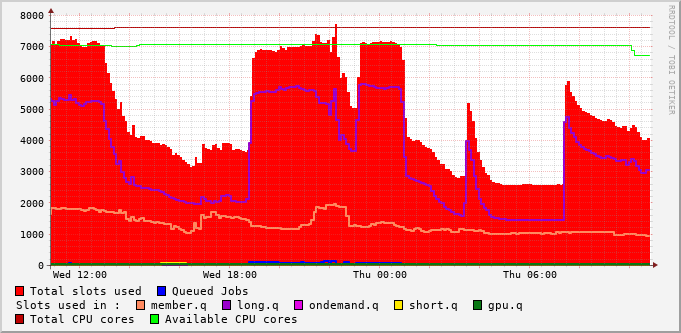 8000
7000
6000
5000
4000
3000
2000
1000
0
Wed 12:00 Wed 18:00 Thu 00:00 Thu 06:00
RRDTOOL / TOBI OETIKER
Total slots used Queued Jobs
Slots used in : member.q long.q ondemand.q short.q gpu.q
Total CPU cores Available CPU cores